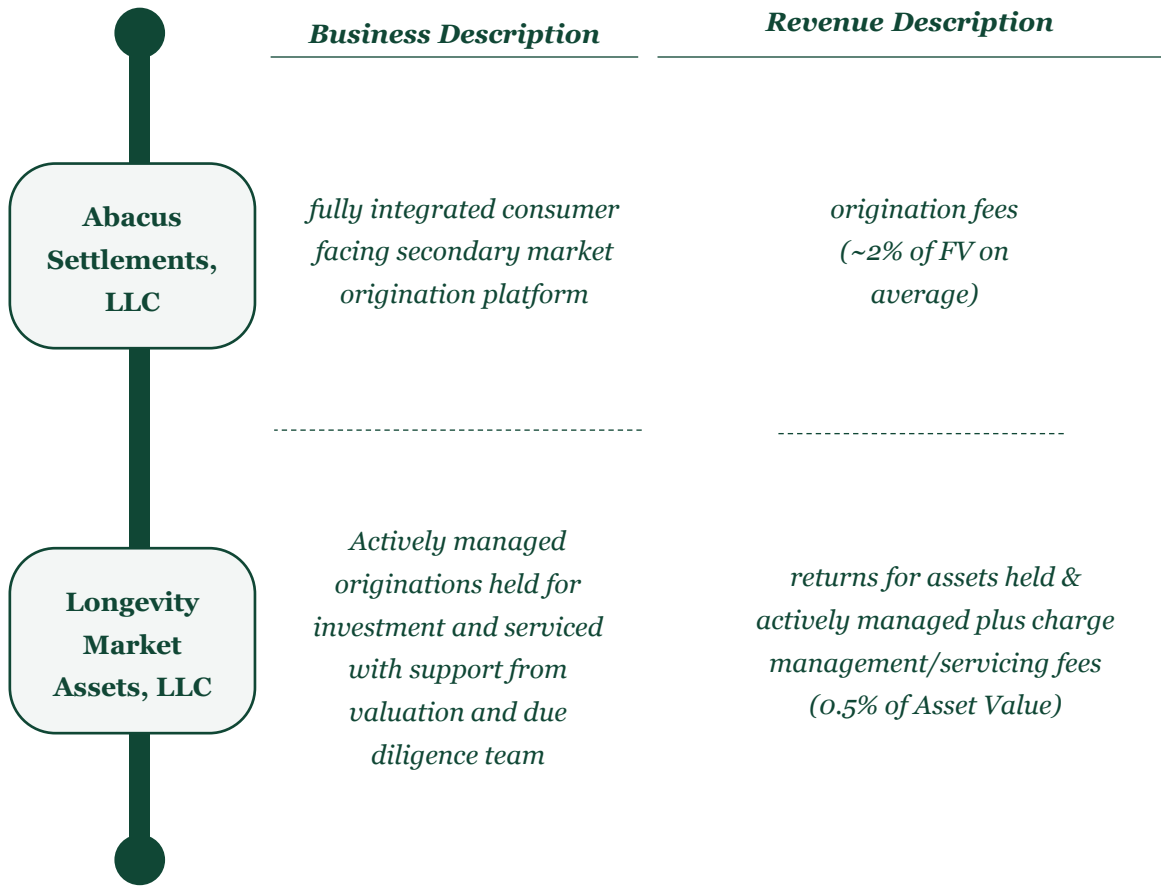 Business Description
Revenue Description
Abacus
Settlements,
LLC
fully integrated consumer
facing secondary market
origination platform
origination fees
(~2% of FV on
average)
Longevity
Market
Assets, LLC
Actively managed
originations held for
investment and serviced
with support from
valuation and due
diligence team
returns for assets held &
actively managed plus charge
management/servicing fees
(0.5% of Asset Value)